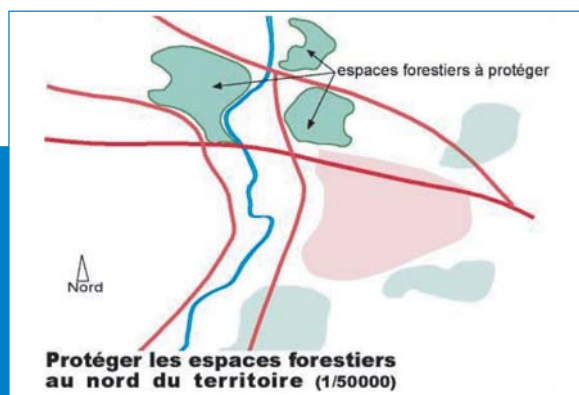 espaces forestiers à protéger
Nord
Protéger les espaces forestiers
au nord du territoire (1/50000)